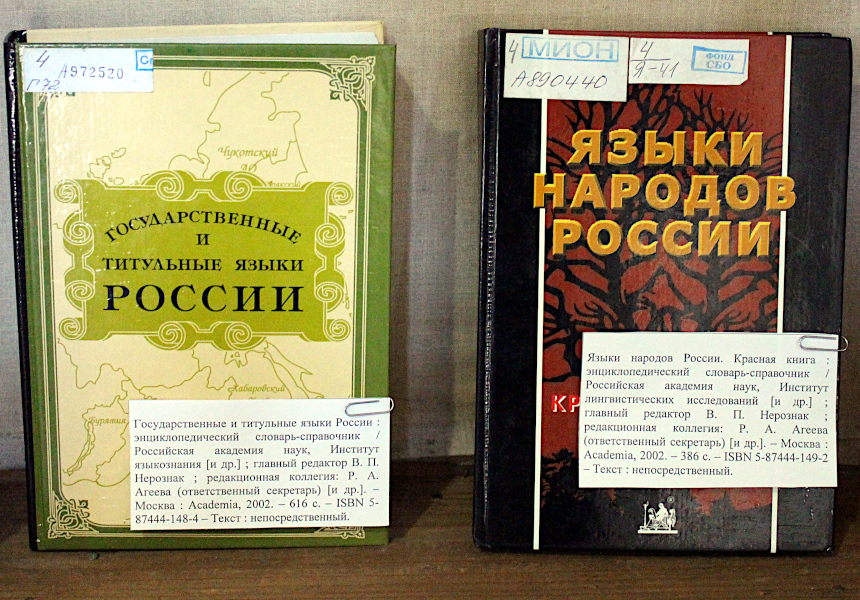 4
А972520
Г72
Чукотский
АО
ГОСУДАРСТВЕННЫЕ
И
ТИТУЛЬНЫЕ ЯЗЫКИ
РОССИИ
Хабаровский
Бурятия
Государственные и титульные языки России :
энциклопедический словарь-справочник /
Российская академия наук, Институт
языкознания [и др.] ; главный редактор В. П.
Нерознак ; редакционная коллегия: Р. А.
Агеева (ответственный секретарь) [и др.]. –
Москва : Academia, 2002. – 616 с. – ISBN 5-
87444-148-4 – Текст : непосредственный.
4 МИОН
А890440
4
Я-41
ФОНД
СБО
ЯЗЫКИ
НАРОДОВ
РОССИИ
КР
Языки народов России. Красная книга :
энциклопедический словарь-справочник /
Российская академия наук, Институт
лингвистических исследований [и др.] ;
главный редактор В. П. Нерознак ;
редакционная коллегия: Р. А. Агеева
(ответственный секретарь) [и др.]. – Москва :
Academia, 2002. – 386 с. – ISBN 5-87444-149-2
– Текст : непосредственный.